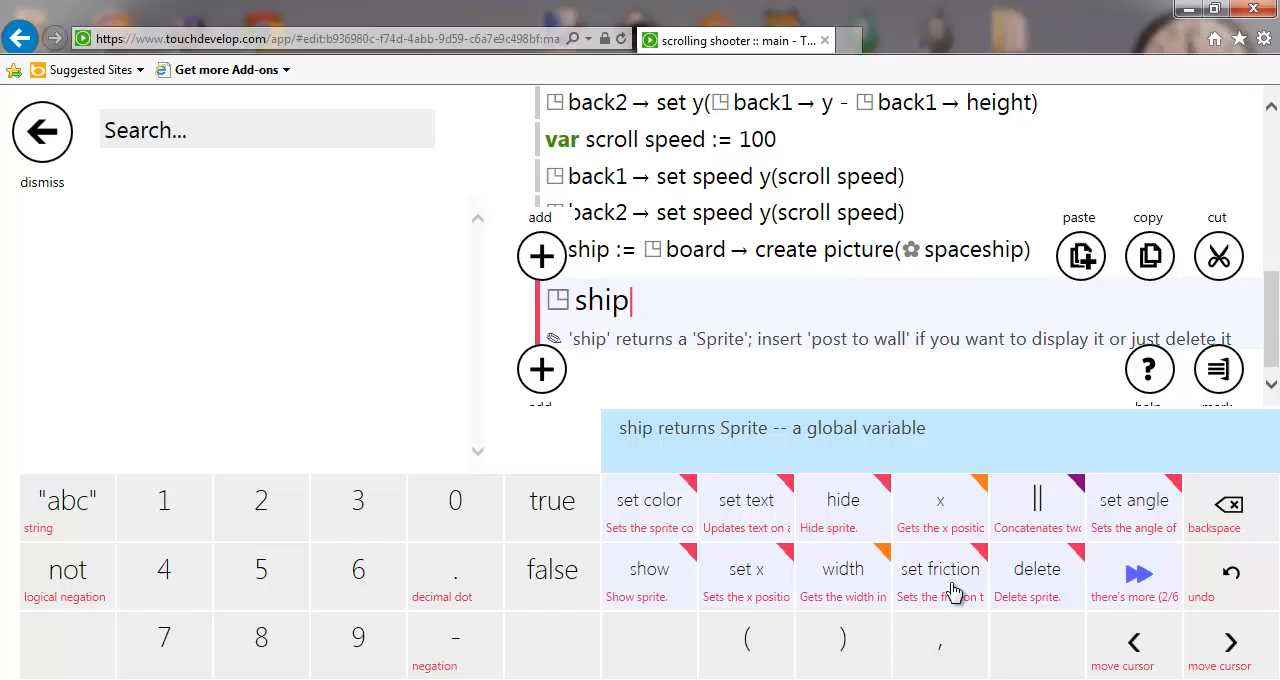 https://www.touchdevelop.com/app/#edit:b936980c-f74d-4abb-9d59-c6a7e9c498bf:ma
scrolling shooter :: main - T...
Suggested Sites
Get more Add-ons
dismiss
Search...
back2 → set y(back1 → y - back1 → height)
var scroll speed := 100
back1 → set speed y(scroll speed)
back2 → set speed y(scroll speed)
add
paste
copy
cut
ship := board → create picture(spaceship)
ship
'ship' returns a 'Sprite'; insert 'post to wall' if you want to display it or just delete it
ship returns Sprite -- a global variable
"abc" 1 2 3 0 true set color set text hide x || set angle
string Sets the sprite co Updates text on a Hide sprite. Gets the x positic Concatenates twc Sets the angle of backspace
not 4 5 6 . false show set x width set friction delete
logical negation decimal dot Show sprite. Sets the x positio Gets the width in Sets the t Delete sprite. there's more (2/6 undo
7 8 9 - ( ) ,
negation move cursor move cursor